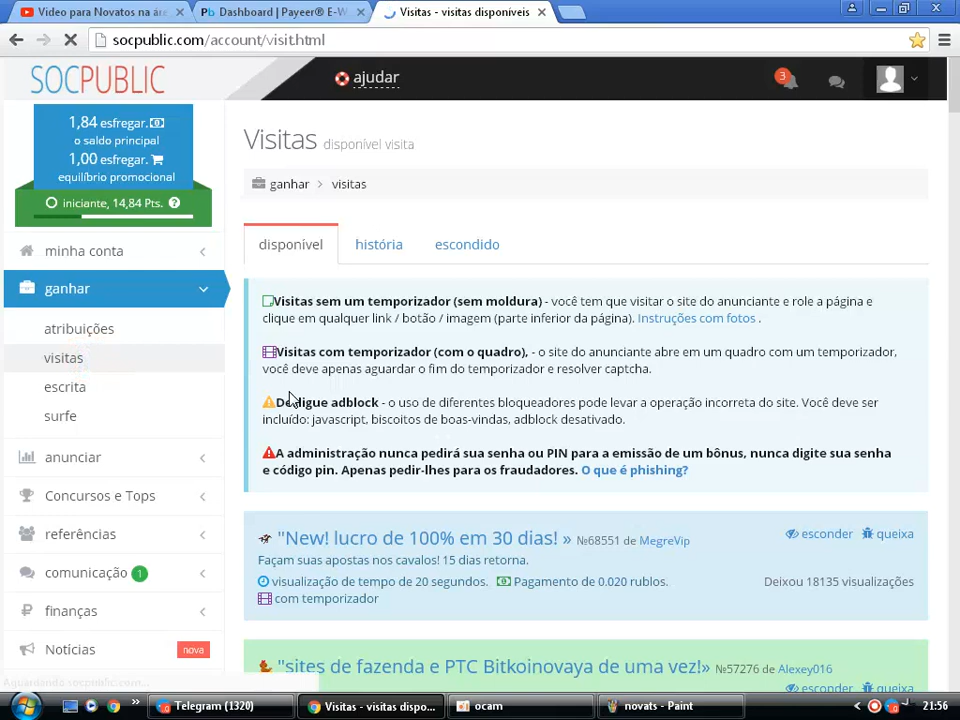 Video para Novatos na áre
Dashboard | Payeer® E-W
Visitas - visitas disponíveis
socpublic.com/account/visit.html
SOCPUBLIC
ajudar
3
1,84 esfregar.
o saldo principal
1,00 esfregar.
equilíbrio promocional
iniciante, 14,84 Pts.
minha conta
ganhar
atribuições
visitas
escrita
surfe
anunciar
Concursos e Tops
referências
comunicação 1
finanças
Notícias nova
Aguardando socpublic.com...
Visitas disponível visita
ganhar > visitas
disponível história escondido
Visitas sem um temporizador (sem moldura) - você tem que visitar o site do anunciante e role a página e
clique em qualquer link / botão / imagem (parte inferior da página). Instruções com fotos .
Visitas com temporizador (com o quadro), - o site do anunciante abre em um quadro com um temporizador,
você deve apenas aguardar o fim do temporizador e resolver captcha.
Desligue adblock - o uso de diferentes bloqueadores pode levar a operação incorreta do site. Você deve ser
incluído: javascript, biscoitos de boas-vindas, adblock desativado.
A administração nunca pedirá sua senha ou PIN para a emissão de um bônus, nunca digite sua senha
e código pin. Apenas pedir-lhes para os fraudadores. O que é phishing?
"New! lucro de 100% em 30 dias! » №68551 de MegreVip
esconder queixa
Façam suas apostas nos cavalos! 15 dias retorna.
visualização de tempo de 20 segundos. Pagamento de 0.020 rublos.
Deixou 18135 visualizações
com temporizador
"sites de fazenda e PTC Bitkoinovaya de uma vez!» №57276 de Alexey016
esconder queixa
Telegram (1320)
Visitas - visitas dispo...
ocam
novats - Paint
21:56